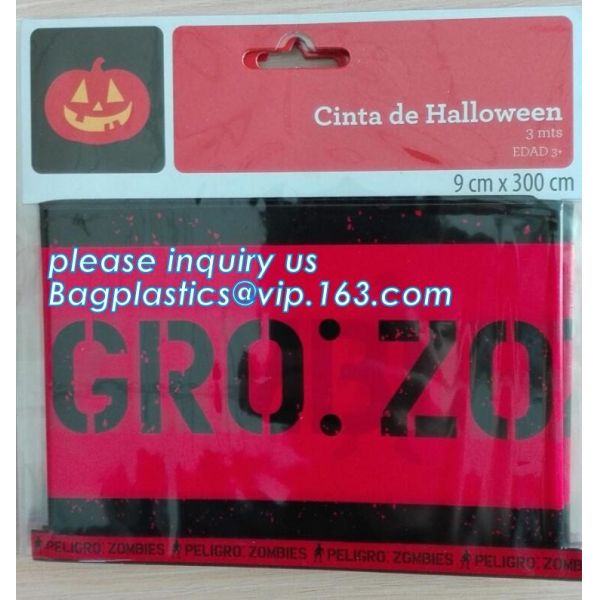 Cinta de Halloween
3 mts
EDAD 3+
9 cm x 300 cm
please inquiry us
Bagplastics@vip.163.com
GRO: ZO
PELIGRO: ZOMBIES PELIGRO: ZOMBIES PELIGRO: ZOMBIES PELIGRO: ZOMBIES